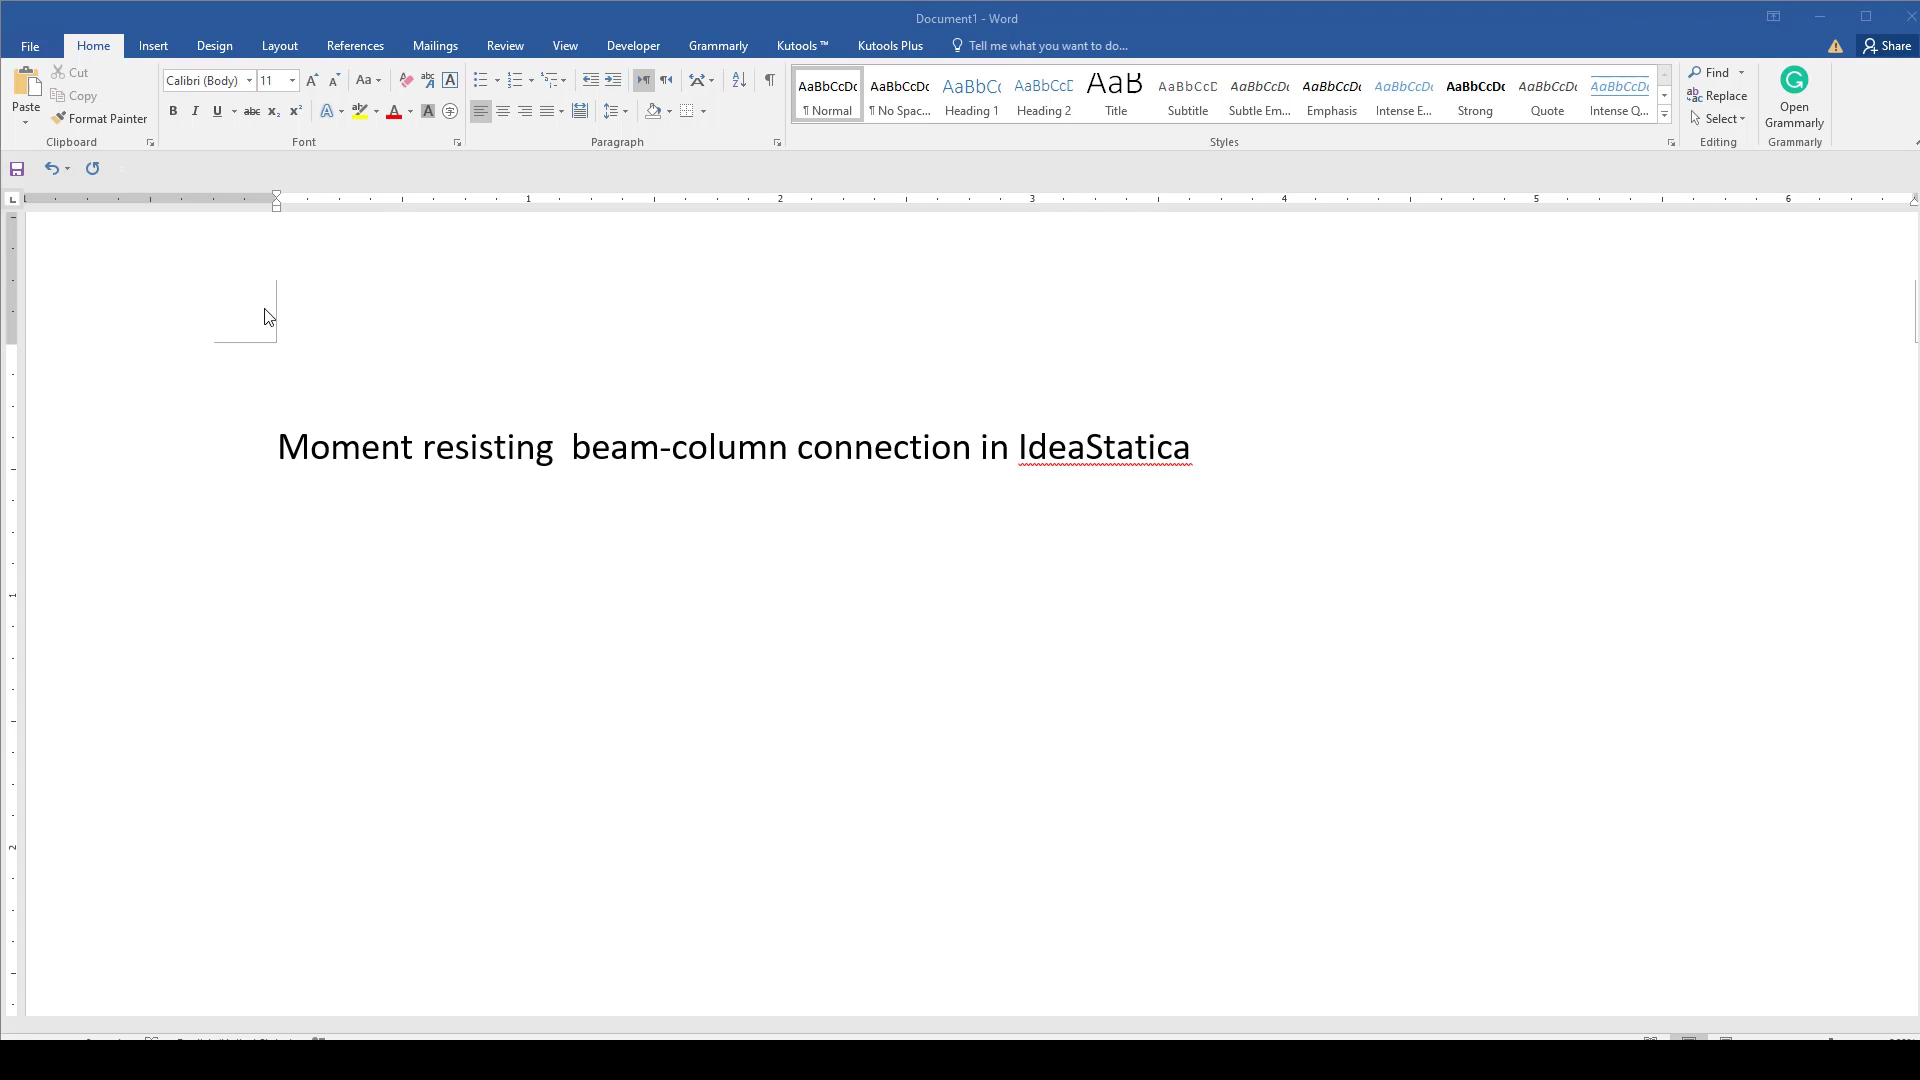 Document1 - Word
File Home Insert Design Layout References Mailings Review View Developer Grammarly Kutools ™ Kutools Plus Tell me what you want to do... Share
Paste Cut Copy Format Painter
Clipboard
Calibri (Body) 11
Font
Paragraph
AaBbCcDc AaBbCcDc AaBbCc AaBbCcD AaB AaBbCcD AaBbCcDc AaBbCcDc AaBbCcDc AaBbCcDc AaBbCcDc AaBbCcDc
¶ Normal ¶ No Spac... Heading 1 Heading 2 Title Subtitle Subtle Em... Emphasis Intense E... Strong Quote Intense Q...
Styles
Find
Replace
Select
Editing
Open
Grammarly
Grammarly
1 1 2 3 4 5 6
Moment resisting  beam-column connection in IdeaStatica
1
2